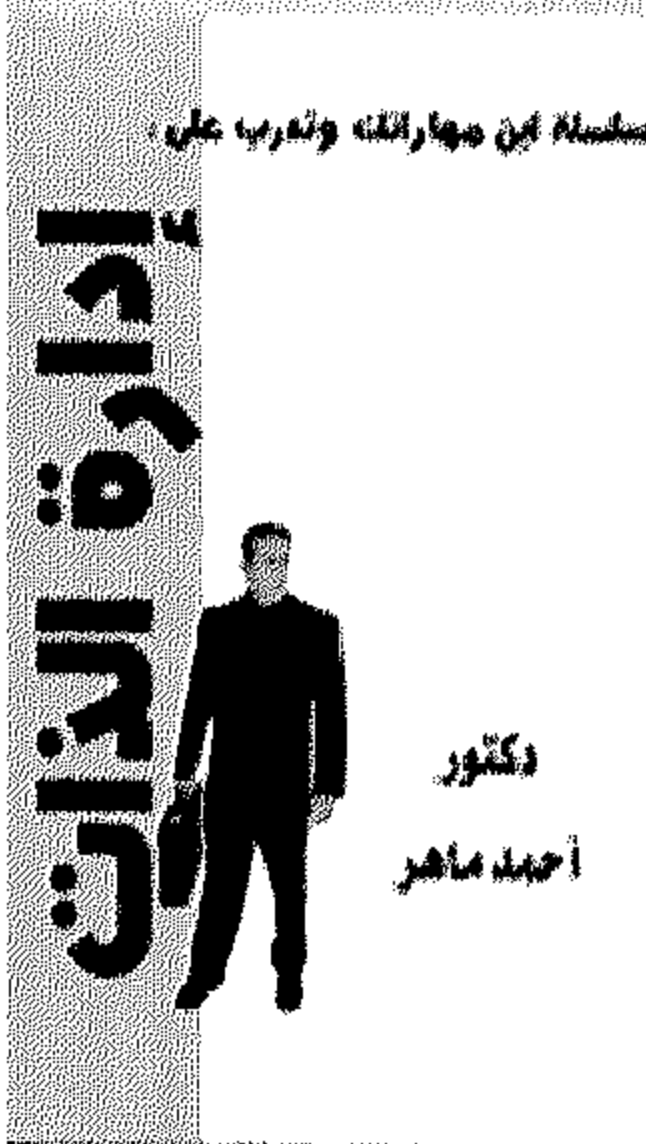 سلسلة ابن مهاراتك وتدرب على :
إدارة الذات
دكتور
أحمد ماهر